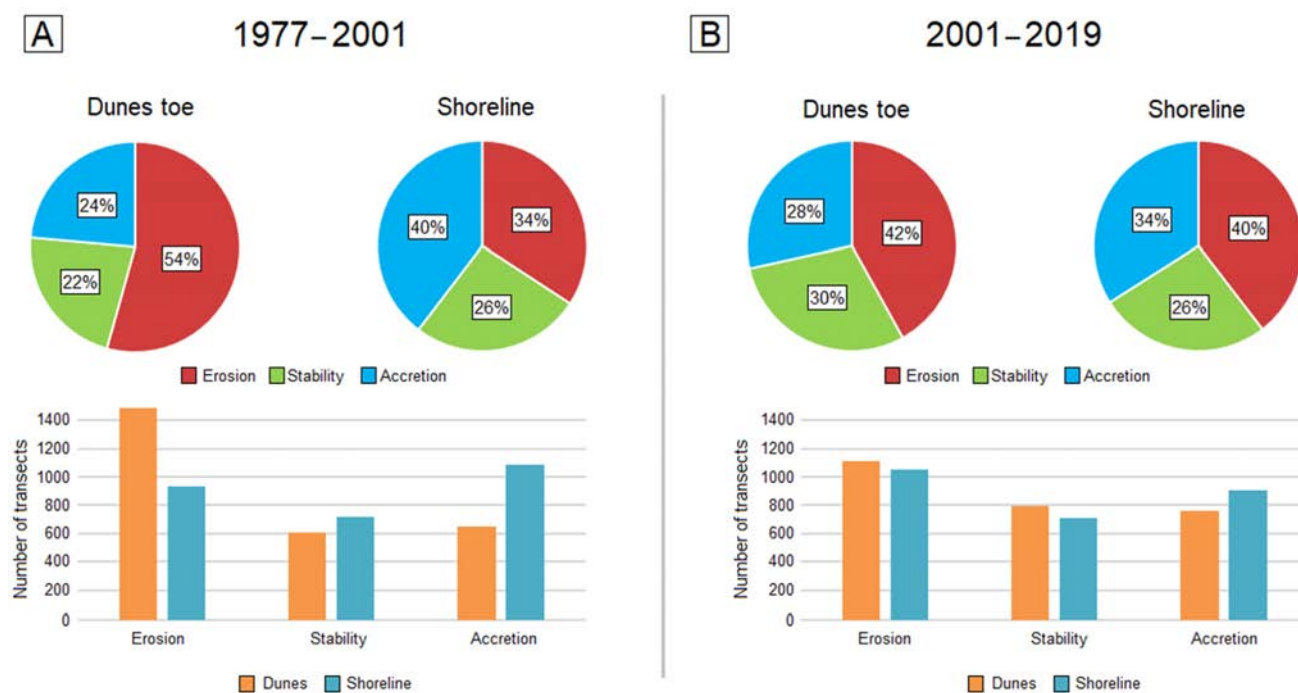 A
1977–2001
Dunes toe
Shoreline
24%
54%
22%
40%
34%
26%
Erosion Stability Accretion
Number of transects
1400
1200
1000
800
600
400
200
0
Erosion Stability Accretion
Dunes Shoreline
B
2001–2019
Dunes toe
Shoreline
28%
42%
30%
34%
40%
26%
Erosion Stability Accretion
Number of transects
1400
1200
1000
800
600
400
200
0
Erosion Stability Accretion
Dunes Shoreline